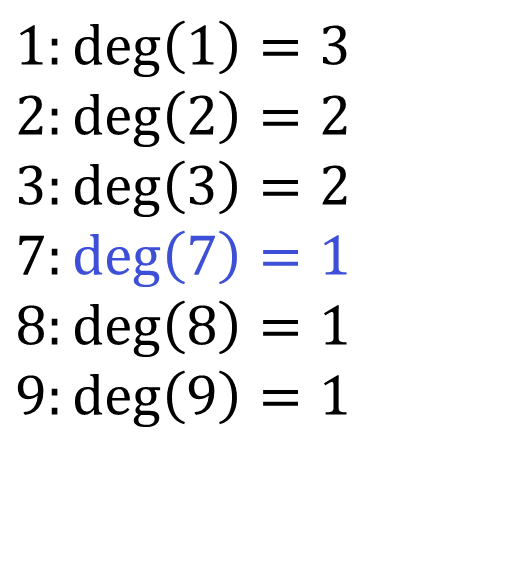 1: deg(1) = 3
2: deg(2) = 2
3: deg(3) = 2
7: deg(7) = 1
8: deg(8) = 1
9: deg(9) = 1